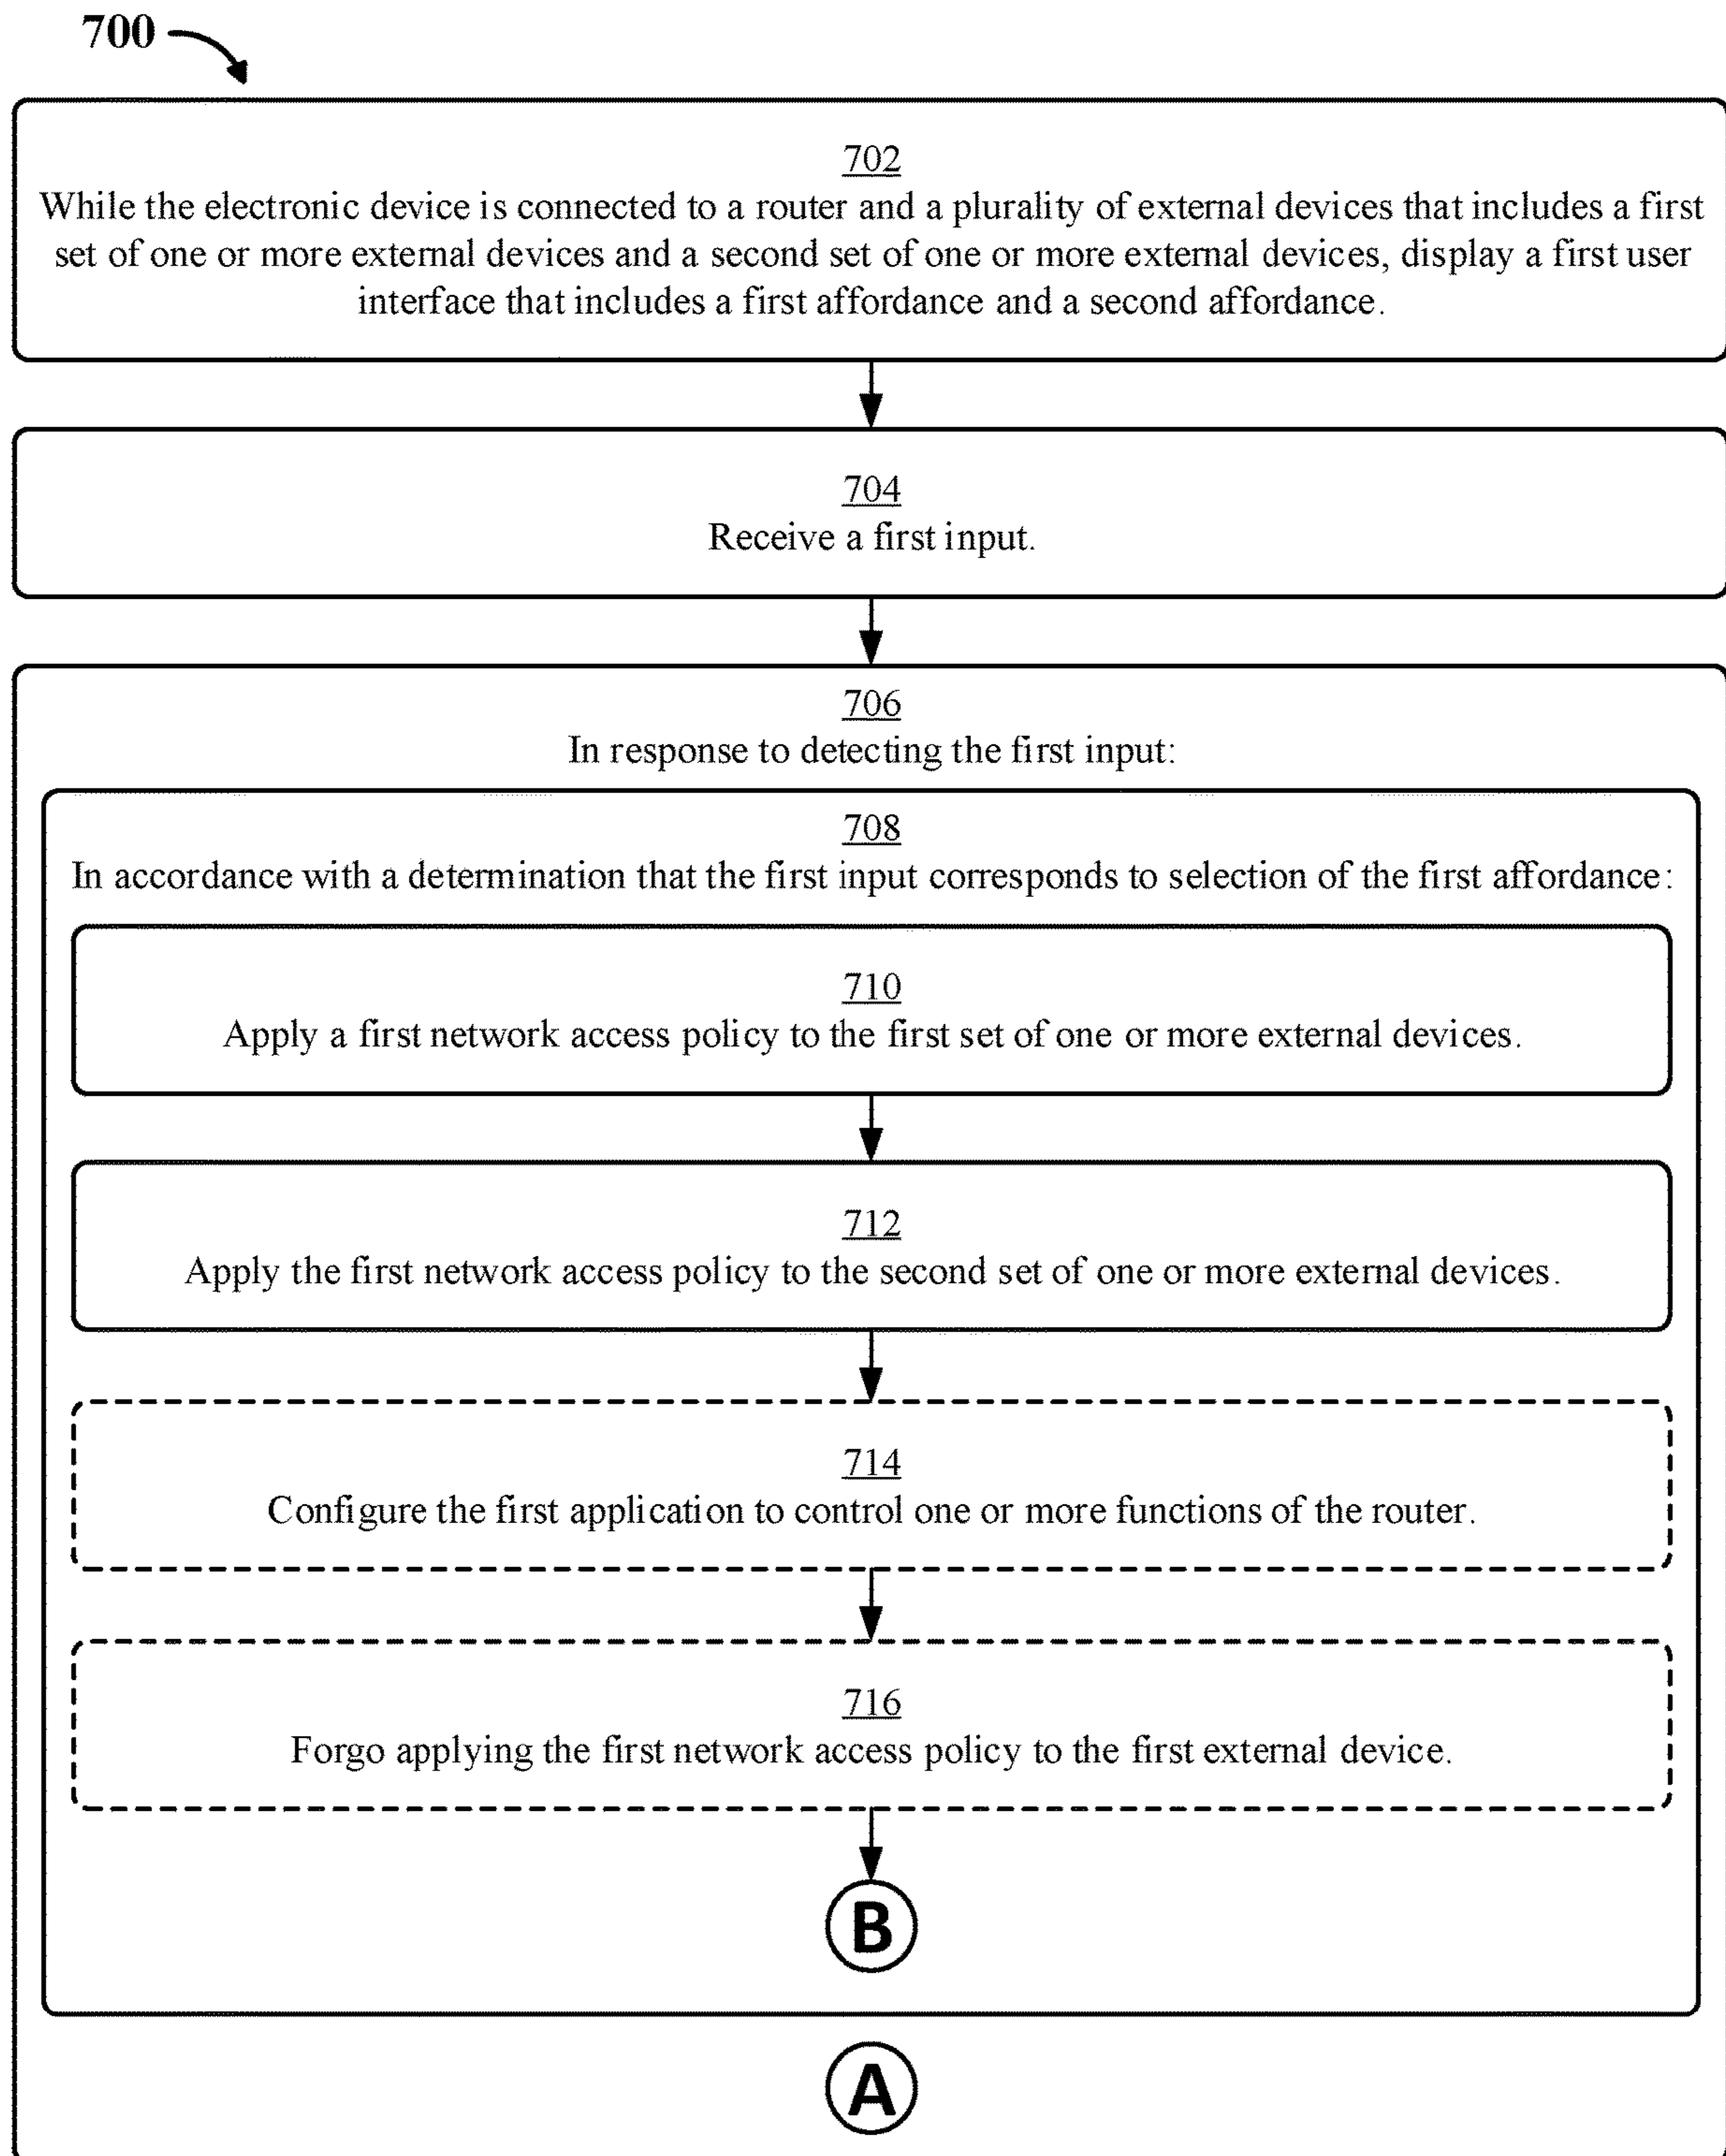 700
702
While the electronic device is connected to a router and a plurality of external devices that includes a first
set of one or more external devices and a second set of one or more external devices, display a first user
interface that includes a first affordance and a second affordance.
704
Receive a first input.
706
In response to detecting the first input:
708
In accordance with a determination that the first input corresponds to selection of the first affordance:
710
Apply a first network access policy to the first set of one or more external devices.
712
Apply the first network access policy to the second set of one or more external devices.
714
Configure the first application to control one or more functions of the router.
716
Forgo applying the first network access policy to the first external device.
B
A